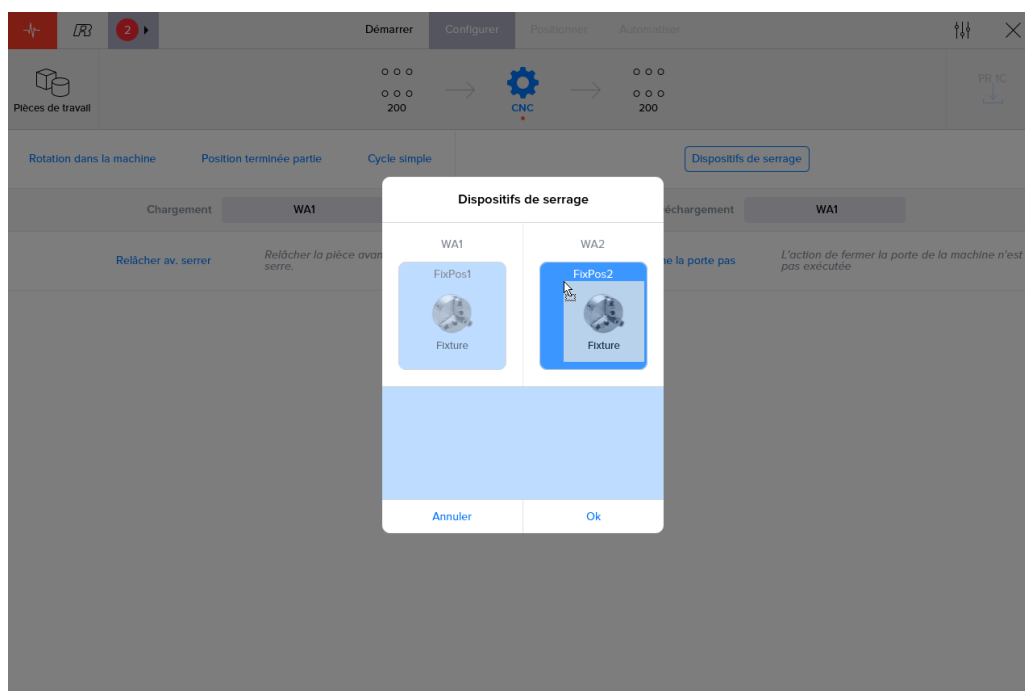 2
Démarrer
Configurer
Positionner
Automatiser
Pièces de travail
200
CNC
200
PR 1C
Rotation dans la machine
Position terminée partie
Cycle simple
Dispositifs de serrage
Chargement
WA1
échargement
WA1
Relâcher av. serrer
Relâcher la pièce avan
serre.
e la porte pas
L'action de fermer la porte de la machine n'est
pas exécutée
Dispositifs de serrage
WA1
WA2
FixPos1
FixPos2
Fixture
Fixture
Annuler
Ok